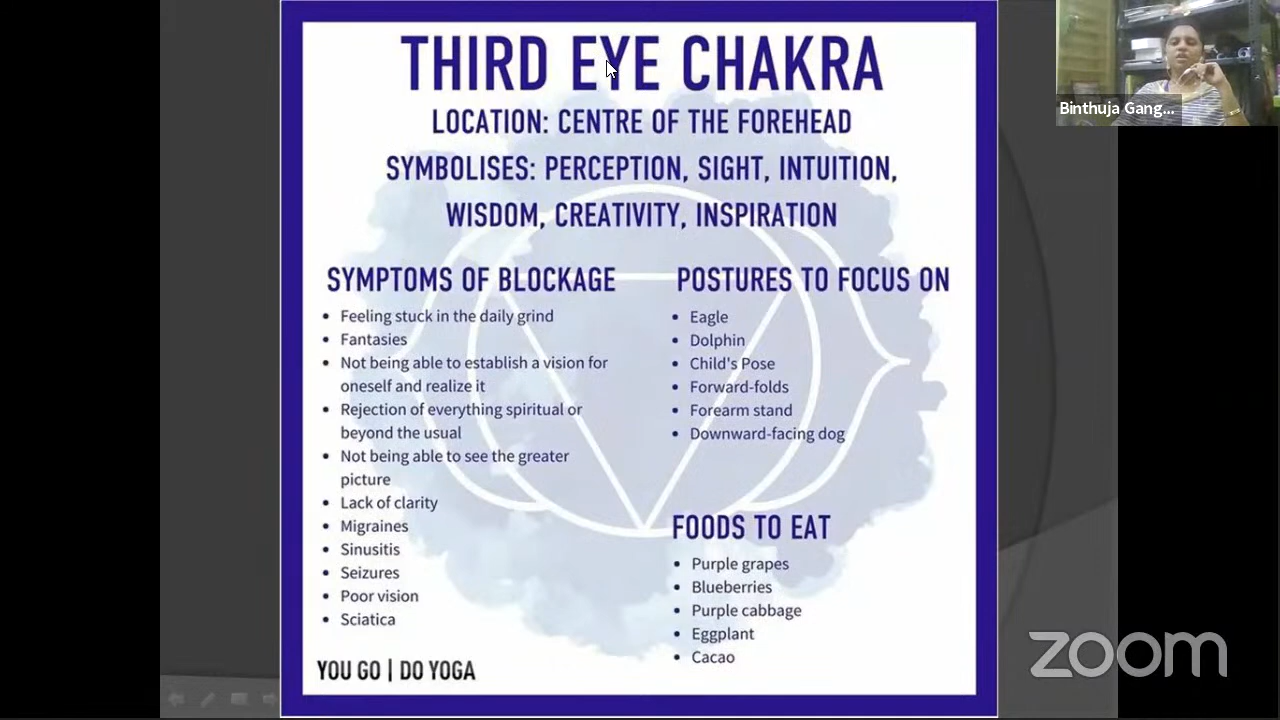 THIRD EYE CHAKRA
LOCATION: CENTRE OF THE FOREHEAD
SYMBOLISES: PERCEPTION, SIGHT, INTUITION,
WISDOM, CREATIVITY, INSPIRATION
SYMPTOMS OF BLOCKAGE
• Feeling stuck in the daily grind
• Fantasies
• Not being able to establish a vision for
oneself and realize it
• Rejection of everything spiritual or
beyond the usual
• Not being able to see the greater
picture
• Lack of clarity
• Migraines
• Sinusitis
• Seizures
• Poor vision
• Sciatica
POSTURES TO FOCUS ON
• Eagle
• Dolphin
• Child's Pose
• Forward-folds
• Forearm stand
• Downward-facing dog
FOODS TO EAT
• Purple grapes
• Blueberries
• Purple cabbage
• Eggplant
• Cacao
YOU GO | DO YOGA
Binthuja Gang...
zoom